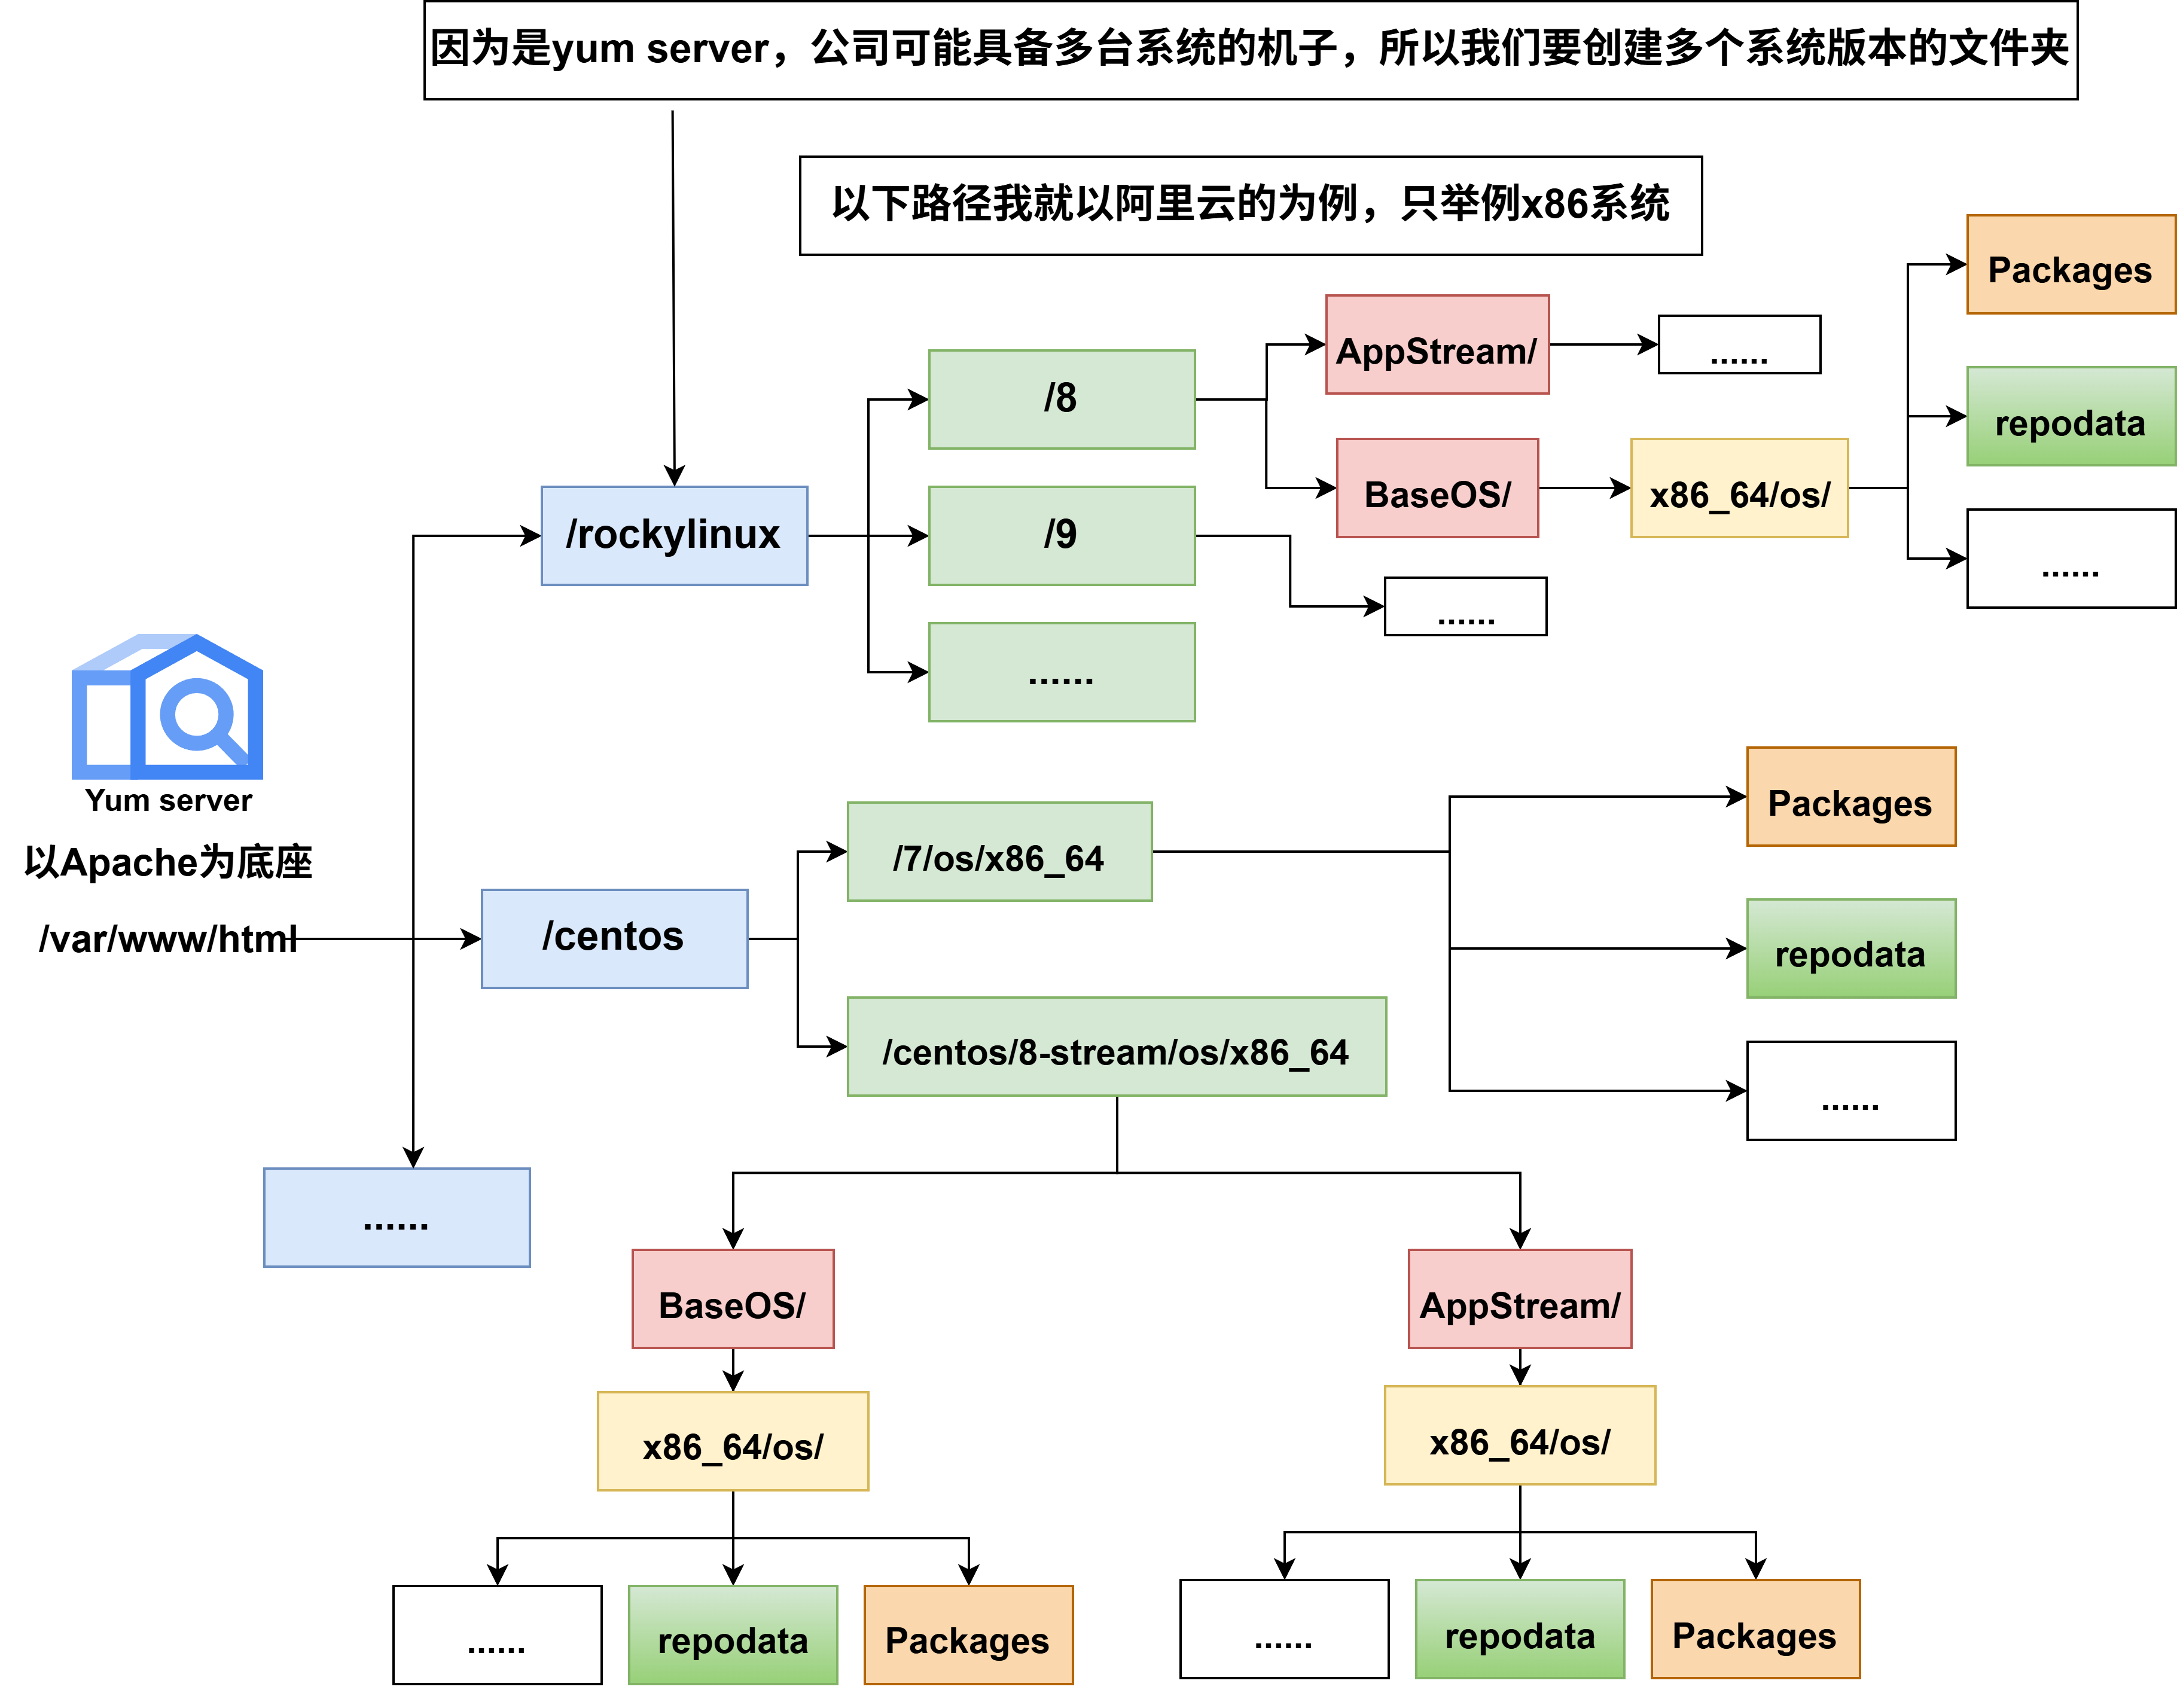 因为是yum server，公司可能具备多台系统的机子，所以我们要创建多个系统版本的文件夹
以下路径我就以阿里云的为例，只举例x86系统
Packages
AppStream/
......
/8
repodata
BaseOS/
x86_64/os/
/rockylinux
/9
......
......
......
Yum server
以Apache为底座
/var/www/html
Packages
/7/os/x86_64
/centos
repodata
/centos/8-stream/os/x86_64
......
......
BaseOS/
AppStream/
x86_64/os/
x86_64/os/
......
repodata
Packages
......
repodata
Packages